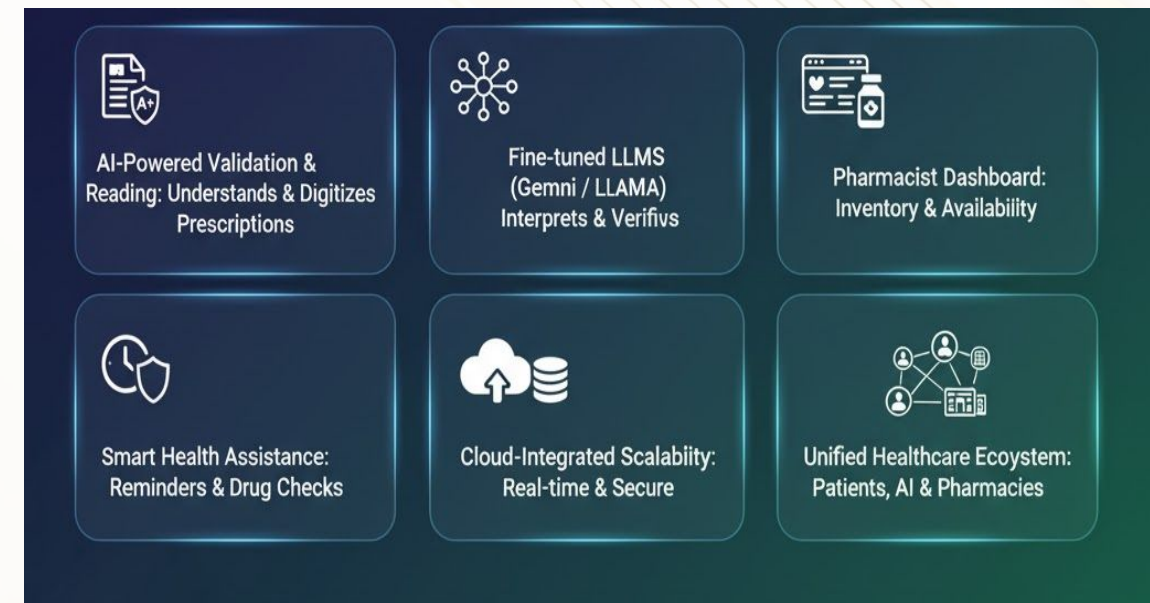 AI-Powered Validation &
Reading: Understands & Digitizes
Prescriptions
Fine-tuned LLMS
(Gemni / LLAMA)
Interprets & Verifivs
Pharmacist Dashboard:
Inventory & Availability
Smart Health Assistance:
Reminders & Drug Checks
Cloud-Integrated Scalabiity:
Real-time & Secure
Unified Healthcare Ecoystem:
Patients, AI & Pharmacies
A+